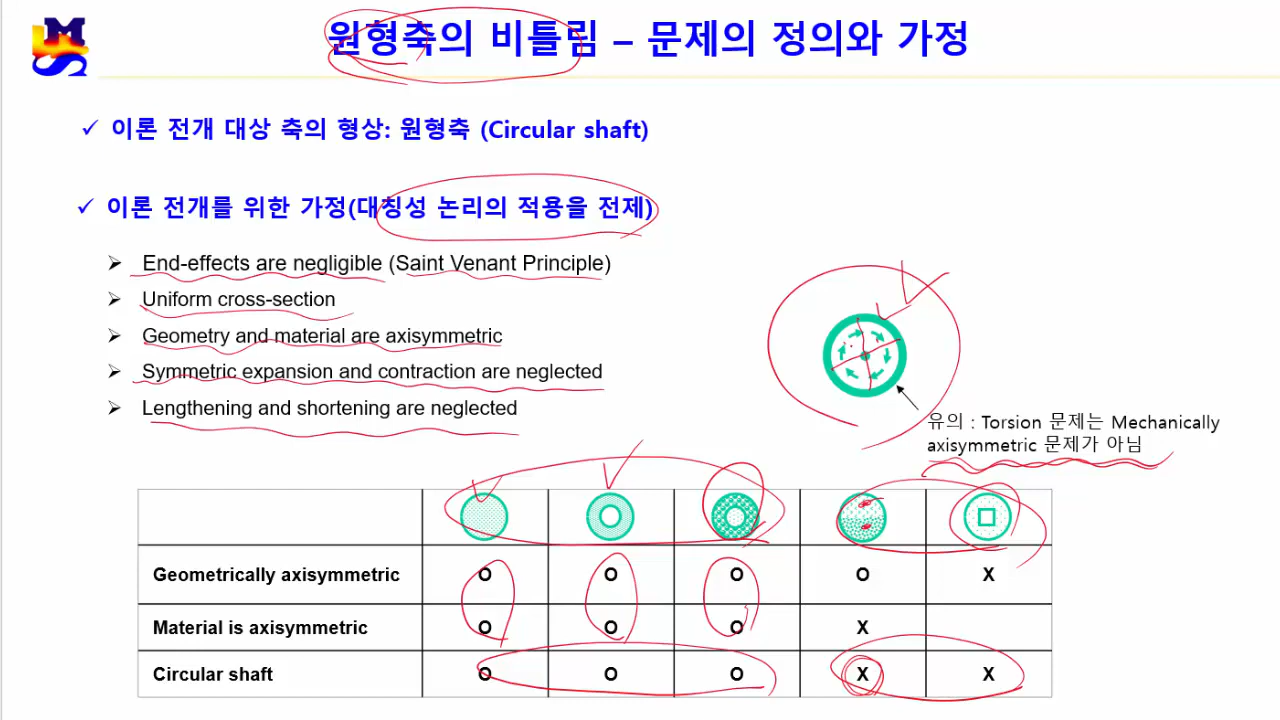 원형축의 비틀림 – 문제의 정의와 가정
✓ 이론 전개 대상 축의 형상: 원형축 (Circular shaft)
✓ 이론 전개를 위한 가정(대칭성 논리의 적용을 전제)
➢ End-effects are negligible (Saint Venant Principle)
➢ Uniform cross-section
➢ Geometry and material are axisymmetric
➢ Symmetric expansion and contraction are neglected
➢ Lengthening and shortening are neglected
유의 : Torsion 문제는 Mechanically
axisymmetric 문제가 아님
Geometrically axisymmetric O O O O X
Material is axisymmetric O O O X
Circular shaft O O O X X